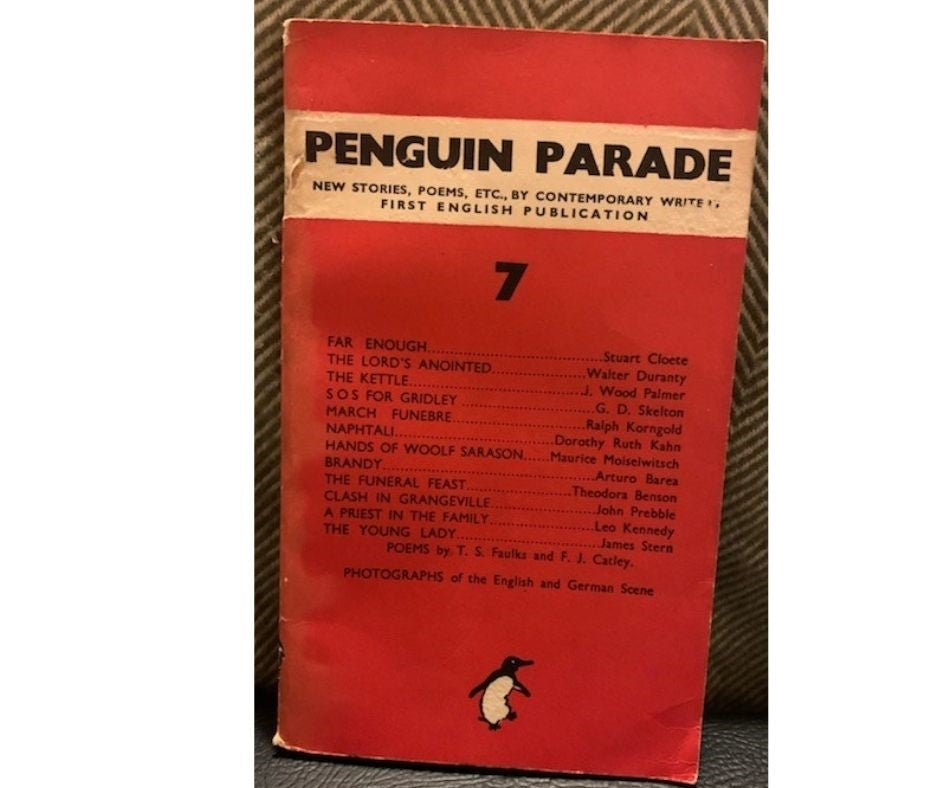 PENGUIN PARADE
NEW STORIES, POEMS, ETC., BY CONTEMPORARY
FIRST ENGLISH PUBLICATION
7
FAR ENOUGH..........Stuart Cloete
THE LORD'S ANOINTED..........Walter Duranty
THE KETTLE..........J. Wood Palmer
S O S FOR GRIDLEY..........G. D. Skelton
MARCH FUNEBRE..........Ralph Korngold
NAPHTALI..........Dorothy Ruth Kahn
HANDS OF WOOLF SARASON......Maurice Moiselwitsch
BRANDY..........Arturo Barea
THE FUNERAL FEAST..........Theodora Benson
CLASH IN GRANGEVILLE..........John Prebble
A PRIEST IN THE FAMILY..........Leo Kennedy
THE YOUNG LADY..........James Stern
POEMS by T. S. Faulks and F. J. Catley.
PHOTOGRAPHS of the English and German Scene